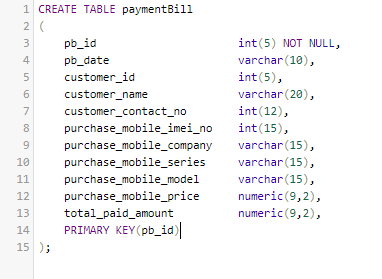 1 CREATE TABLE paymentBill
2 (
3 pb_id int(5) NOT NULL,
4 pb_date varchar(10),
5 customer_id int(5),
6 customer_name varchar(20),
7 customer_contact_no int(12),
8 purchase_mobile_imei_no int(15),
9 purchase_mobile_company varchar(15),
10 purchase_mobile_series varchar(15),
11 purchase_mobile_model varchar(15),
12 purchase_mobile_price numeric(9,2),
13 total_paid_amount numeric(9,2),
14 PRIMARY KEY(pb_id)
15 );